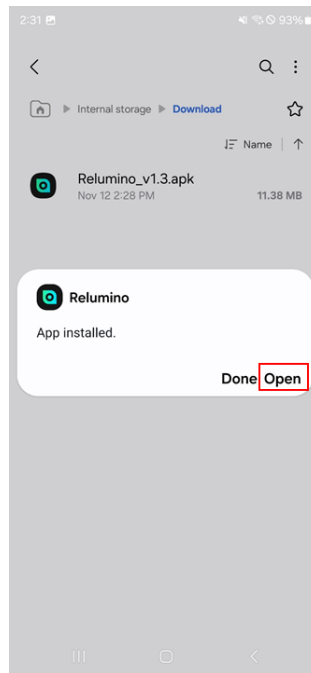 2:31 93%
Internal storage ▶ Download
Name
Relumino_v1.3.apk
Nov 12 2:28 PM 11.38 MB
Relumino
App installed.
Done Open